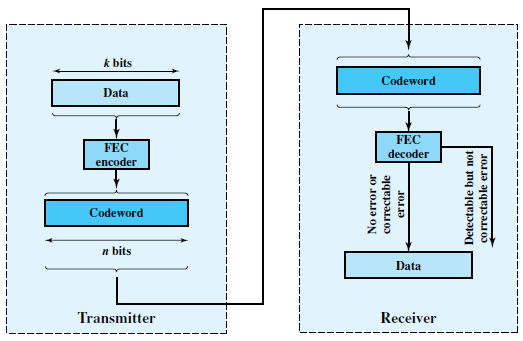 k bits
Data
FEC
encoder
Codeword
n bits
Transmitter
Codeword
FEC
decoder
No error or
correctable
error
Detectable but not
correctable error
Data
Receiver